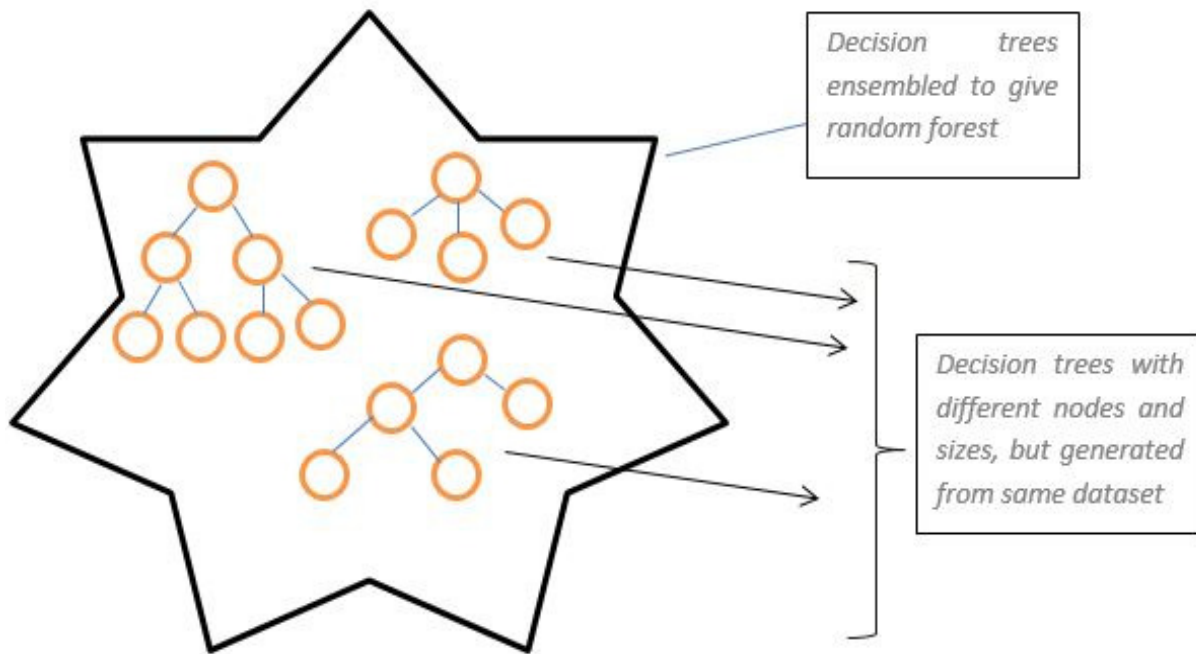 Decision trees
ensembled to give
random forest
Decision trees with
different nodes and
sizes, but generated
from same dataset